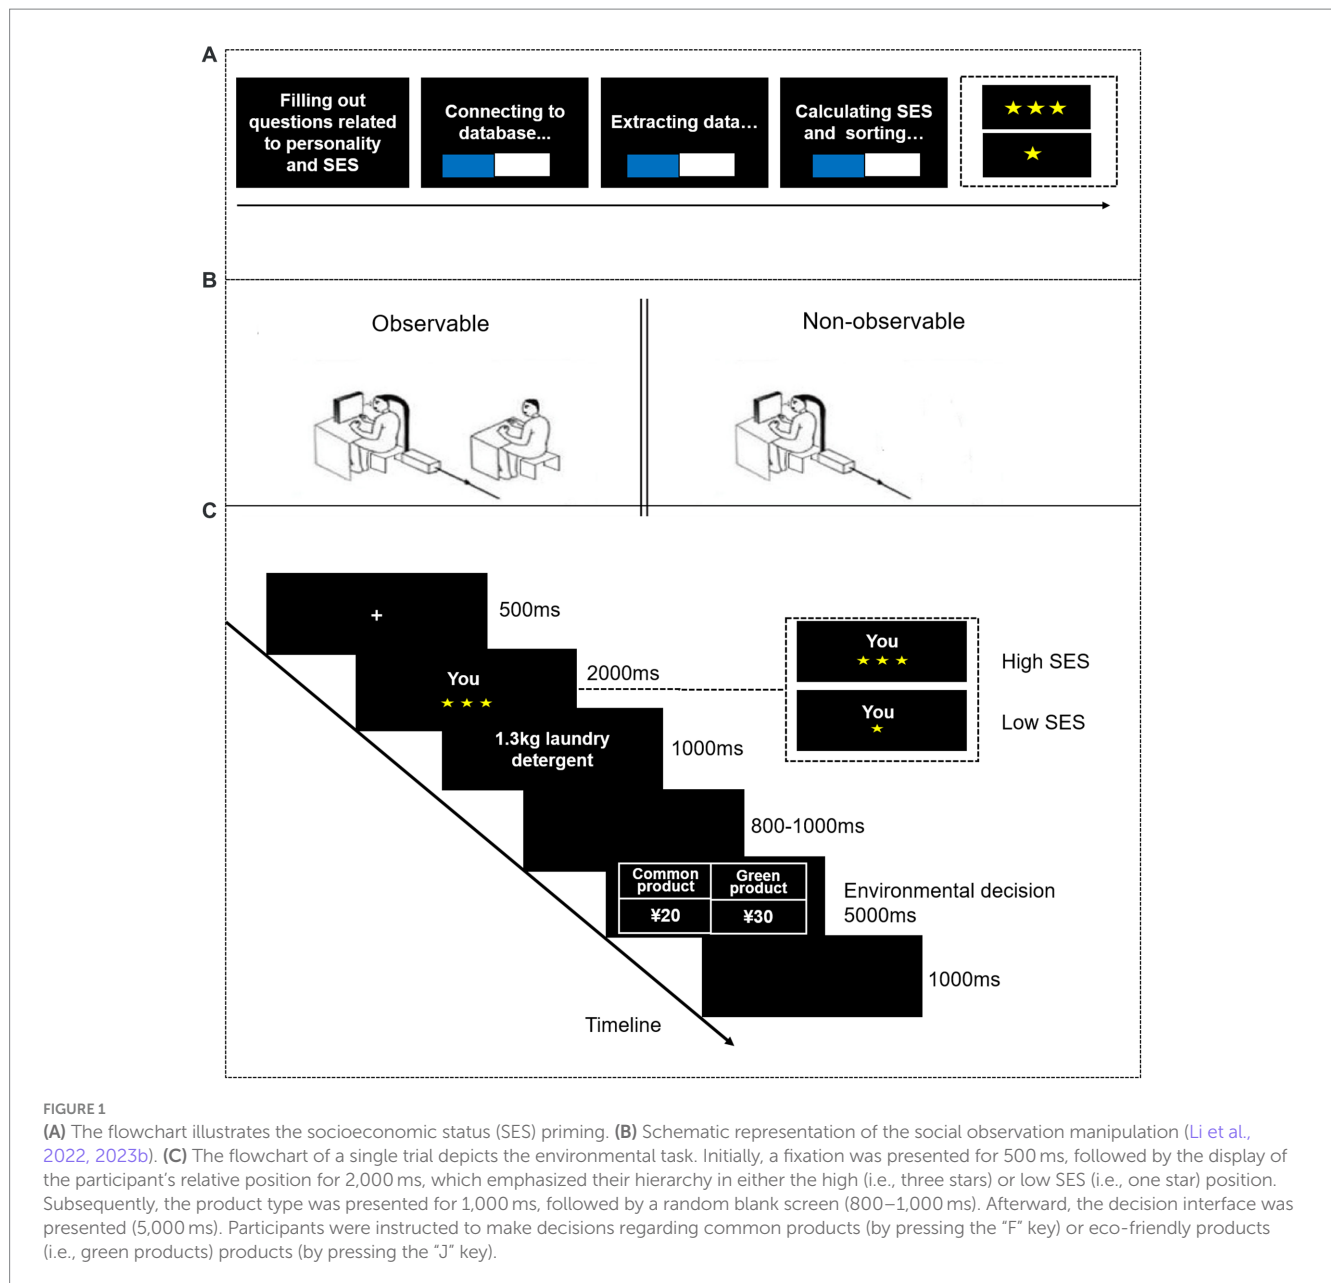 A
Filling out
questions related
to personality
and SES
Connecting to
database...
Extracting data...
Calculating SES
and sorting...
B
Observable
Non-observable
C
+
500ms
You
2000ms
1.3kg laundry
detergent
1000ms
800-1000ms
Common
product
Green
product
¥20
¥30
Environmental decision
5000ms
1000ms
Timeline
You
High SES
You
Low SES
FIGURE 1
(A) The flowchart illustrates the socioeconomic status (SES) priming. (B) Schematic representation of the social observation manipulation (Li et al.,
2022, 2023b). (C) The flowchart of a single trial depicts the environmental task. Initially, a fixation was presented for 500 ms, followed by the display of
the participant's relative position for 2,000 ms, which emphasized their hierarchy in either the high (i.e., three stars) or low SES (i.e., one star) position.
Subsequently, the product type was presented for 1,000 ms, followed by a random blank screen (800–1,000 ms). Afterward, the decision interface was
presented (5,000 ms). Participants were instructed to make decisions regarding common products (by pressing the "F" key) or eco-friendly products
(i.e., green products) products (by pressing the "J" key).